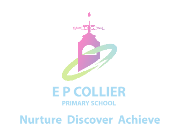 E P COLLIER
PRIMARY SCHOOL
Nurture Discover Achieve